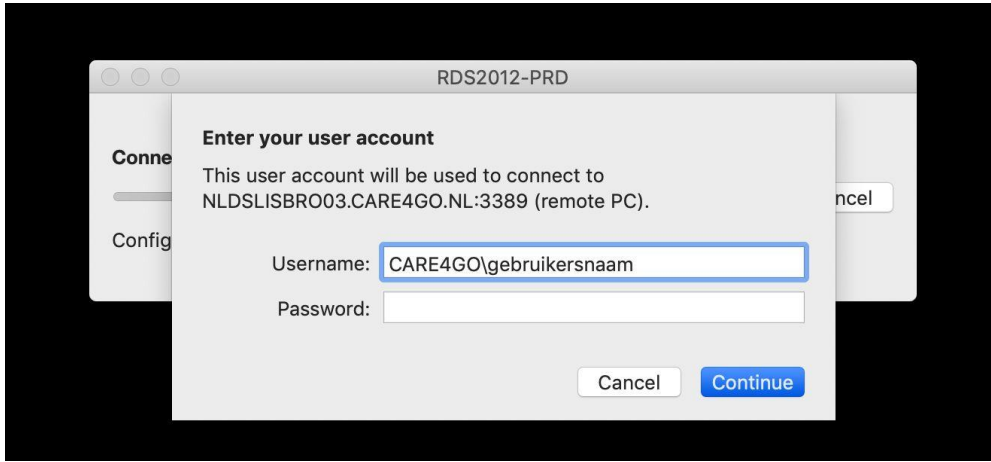 RDS2012-PRD
Enter your user account
This user account will be used to connect to
NLDSLISBRO03.CARE4GO.NL:3389 (remote PC).
Conne
ncel
Config
Username: CARE4GO\gebruikersnaam
Password:
Cancel Continue